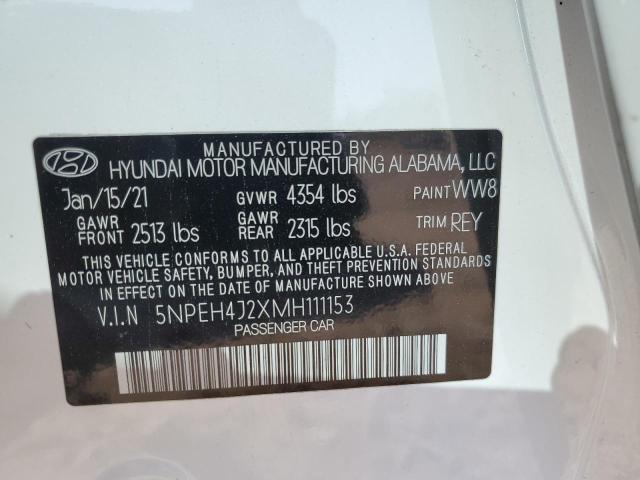 MANUFACTURED BY
HYUNDAI MOTOR MANUFACTURING ALABAMA, LLC
Jan/15/21 GVWR 4354 lbs PAINT WW8
GAWR FRONT 2513 lbs GAWR REAR 2315 lbs TRIM REY
THIS VEHICLE CONFORMS TO ALL APPLICABLE U.S.A. FEDERAL
MOTOR VEHICLE SAFETY, BUMPER, AND THEFT PREVENTION STANDARDS
IN EFFECT ON THE DATE OF MANUFACTURE SHOWN ABOVE
V.I.N 5NPEH4J2XMH111153
PASSENGER CAR